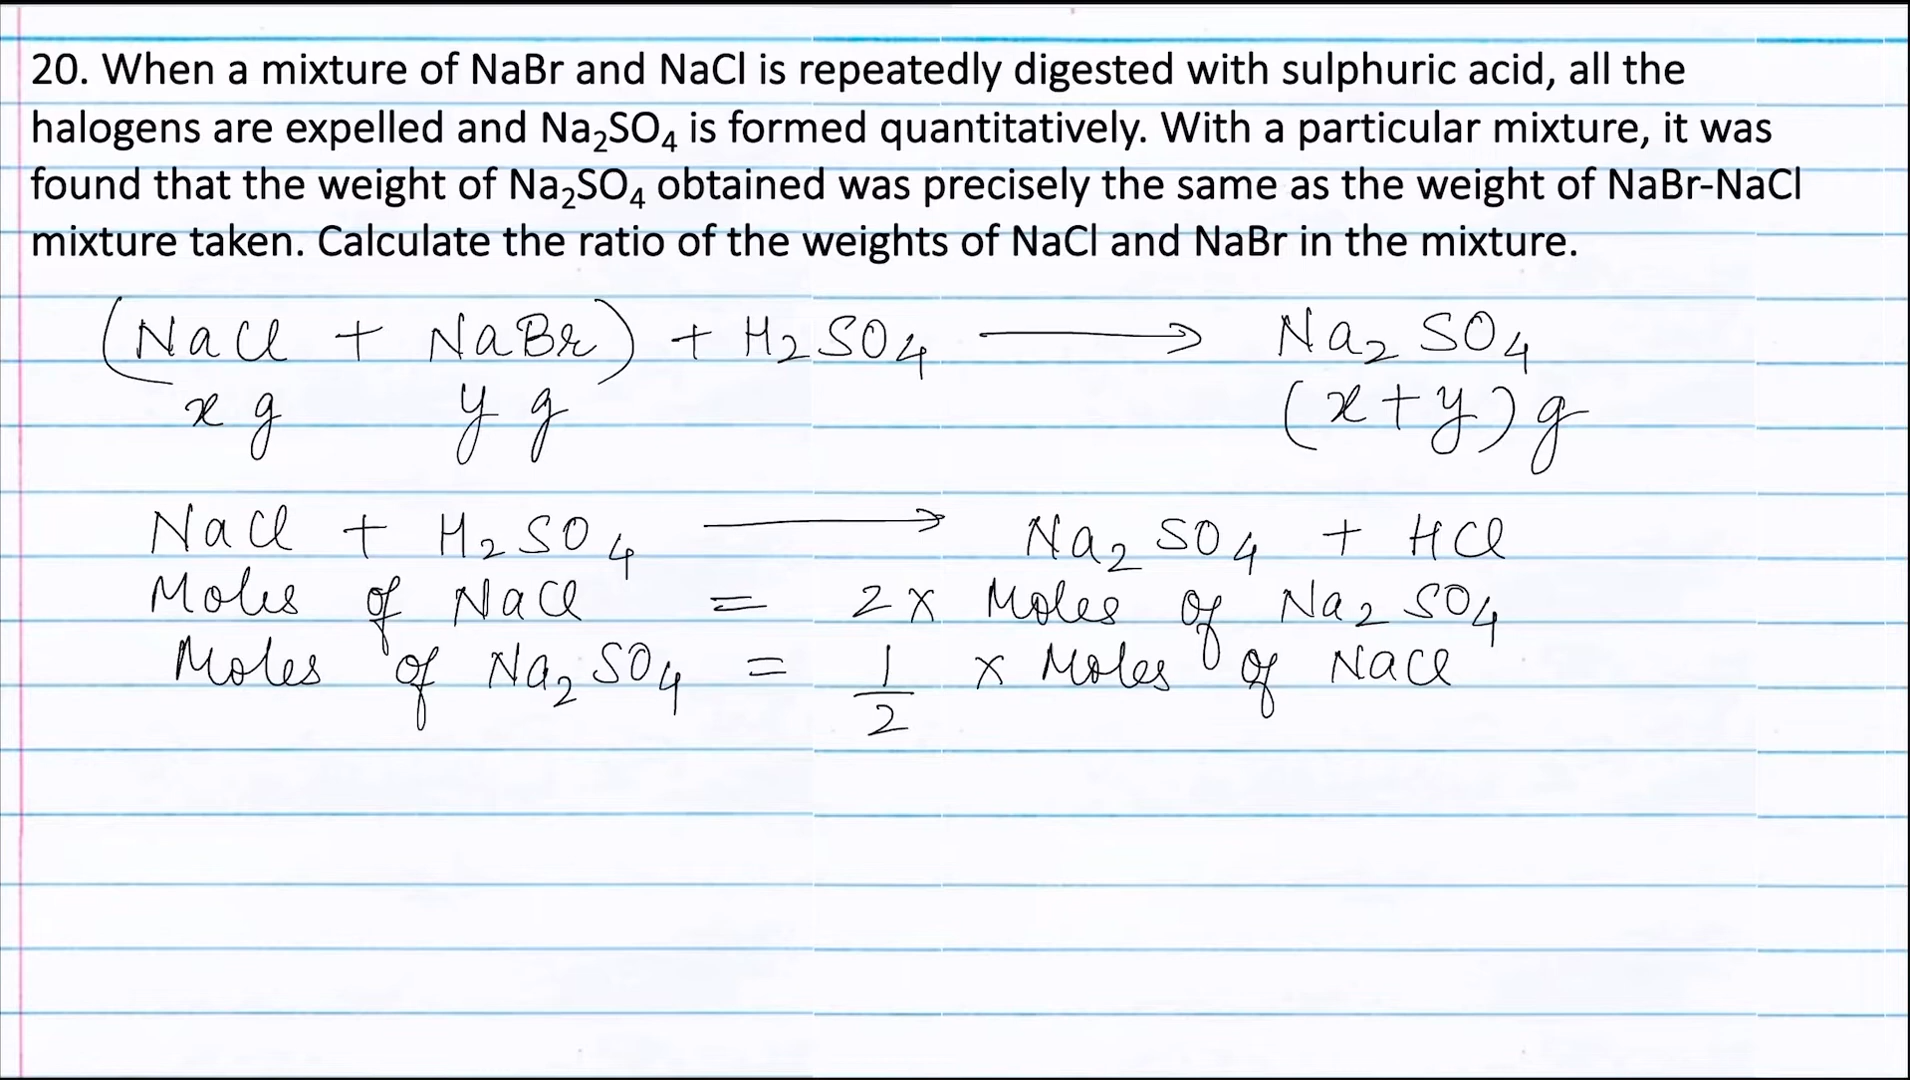 20. When a mixture of NaBr and NaCl is repeatedly digested with sulphuric acid, all the
halogens are expelled and Na₂SO₄ is formed quantitatively. With a particular mixture, it was
found that the weight of Na₂SO₄ obtained was precisely the same as the weight of NaBr-NaCl
mixture taken. Calculate the ratio of the weights of NaCl and NaBr in the mixture.
(NaCl + NaBr) + H₂SO₄ ⟶ Na₂SO₄
x g y g (x+y) g
NaCl + H₂SO₄ ⟶ Na₂SO₄ + HCl
Moles of NaCl = 2 x Moles of Na₂SO₄
Moles of Na₂SO₄ = 1/2 x Moles of NaCl